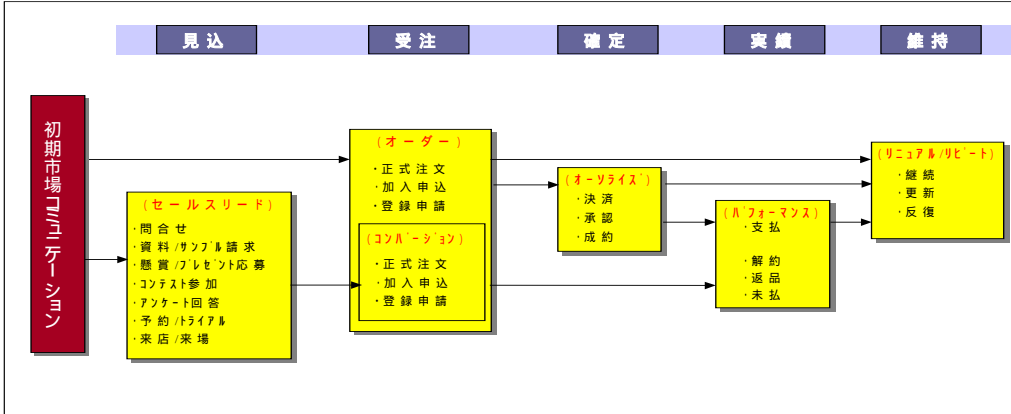 見込
受注
確定
実績
維持
初期市場コミュニケーション
(セールスリード)
・問合せ
・資料/ｻﾝﾌﾟﾙ請求
・懸賞/ﾌﾟﾚｾﾞﾝﾄ応募
・ｺﾝﾃｽﾄ参加
・ｱﾝｹｰﾄ回答
・予約/ﾄﾗｲｱﾙ
・来店/来場
(オーダー)
・正式注文
・加入申込
・登録申請
(ｺﾝﾊﾞｰｼﾞｮﾝ)
・正式注文
・加入申込
・登録申請
(ｵｰｿﾗｲｽﾞ)
・決済
・承認
・成約
(ﾊﾟﾌｫｰﾏﾝｽ)
・支払
・解約
・返品
・未払
(ﾘﾆｭｱﾙ/ﾘﾋﾟｰﾄ)
・継続
・更新
・反復